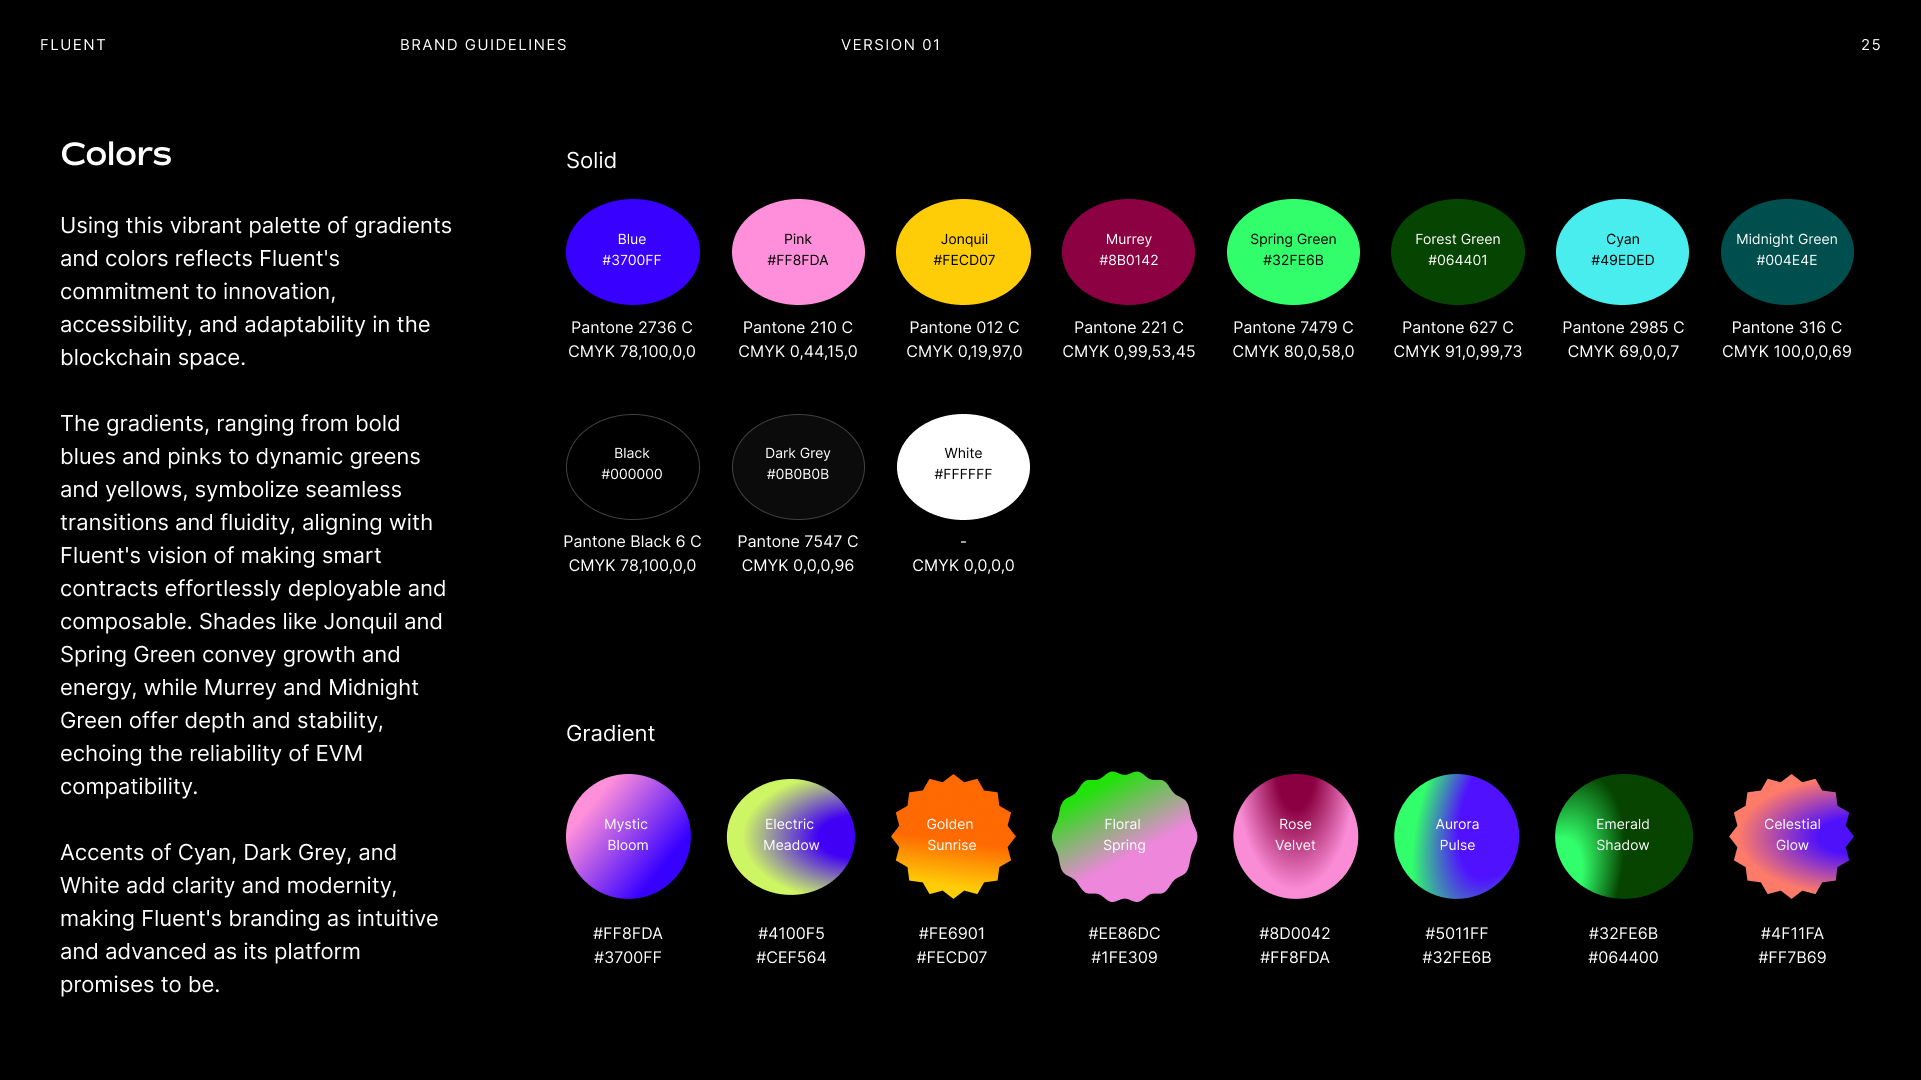 FLUENT
BRAND GUIDELINES
VERSION 01
25
Colors
Using this vibrant palette of gradients
and colors reflects Fluent's
commitment to innovation,
accessibility, and adaptability in the
blockchain space.
The gradients, ranging from bold
blues and pinks to dynamic greens
and yellows, symbolize seamless
transitions and fluidity, aligning with
Fluent's vision of making smart
contracts effortlessly deployable and
composable. Shades like Jonquil and
Spring Green convey growth and
energy, while Murrey and Midnight
Green offer depth and stability,
echoing the reliability of EVM
compatibility.
Accents of Cyan, Dark Grey, and
White add clarity and modernity,
making Fluent's branding as intuitive
and advanced as its platform
promises to be.
Solid
Blue
#3700FF
Pantone 2736 C
CMYK 78,100,0,0
Pink
#FF8FDA
Pantone 210 C
CMYK 0,44,15,0
Jonquil
#FECD07
Pantone 012 C
CMYK 0,19,97,0
Murrey
#8B0142
Pantone 221 C
CMYK 0,99,53,45
Spring Green
#32FE6B
Pantone 7479 C
CMYK 80,0,58,0
Forest Green
#064401
Pantone 627 C
CMYK 91,0,99,73
Cyan
#49EDED
Pantone 2985 C
CMYK 69,0,0,7
Midnight Green
#004E4E
Pantone 316 C
CMYK 100,0,0,69
Black
#000000
Pantone Black 6 C
CMYK 78,100,0,0
Dark Grey
#0B0B0B
Pantone 7547 C
CMYK 0,0,0,96
White
#FFFFFF
-
CMYK 0,0,0,0
Gradient
Mystic
Bloom
#FF8FDA
#3700FF
Electric
Meadow
#4100F5
#CEF564
Golden
Sunrise
#FE6901
#FECD07
Floral
Spring
#EE86DC
#1FE309
Rose
Velvet
#8D0042
#FF8FDA
Aurora
Pulse
#5011FF
#32FE6B
Emerald
Shadow
#32FE6B
#064400
Celestial
Glow
#4F11FA
#FF7B69